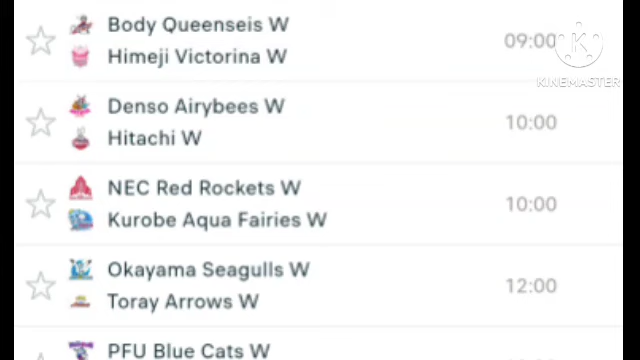 Body Queenseis W
Himeji Victorina W
09:00
KINEMASTER
Denso Airybees W
Hitachi W
10:00
NEC Red Rockets W
Kurobe Aqua Fairies W
10:00
Okayama Seagulls W
Toray Arrows W
12:00
PFU Blue Cats W